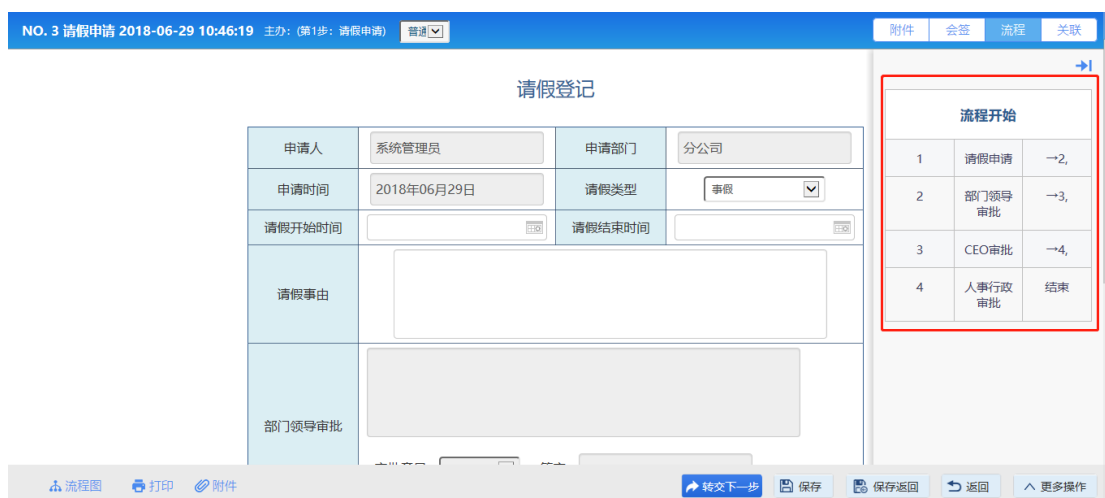 NO. 3 请假申请 2018-06-29 10:46:19 主办: (第1步: 请假申请) 普通
附件 会签 流程 关联
请假登记
申请人 系统管理员 申请部门 分公司
申请时间 2018年06月29日 请假类型 事假
请假开始时间 请假结束时间
请假事由
部门领导审批
流程开始
1 请假申请 →2,
2 部门领导
审批 →3,
3 CEO审批 →4,
4 人事行政
审批 结束
流程图 打印 附件 转交下一步 保存 保存返回 返回 更多操作